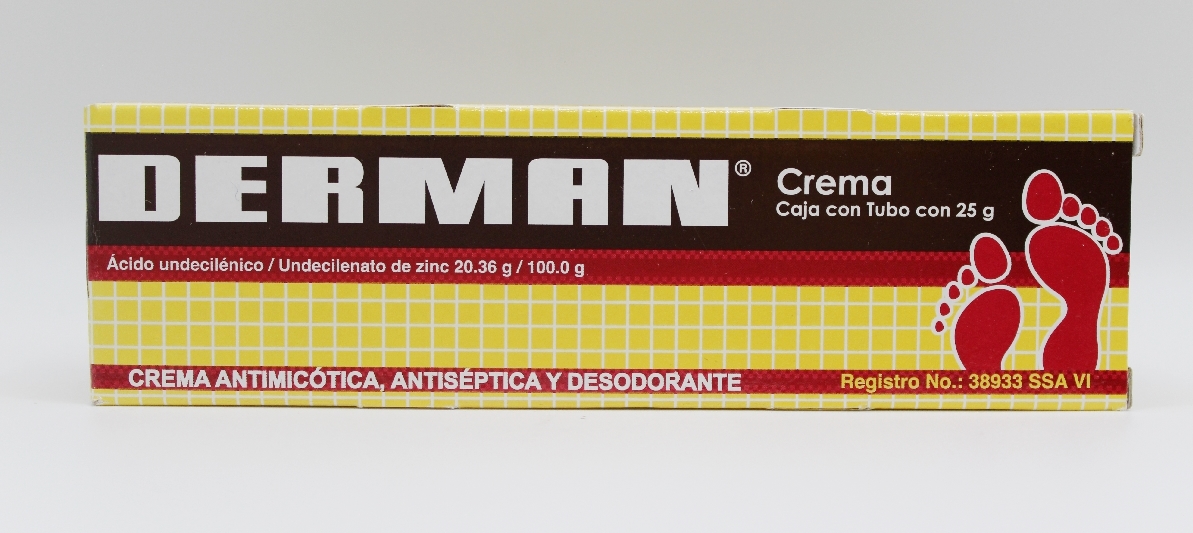 DERMAN®
Crema
Caja con Tubo con 25 g
Ácido undecilénico / Undecilenato de zinc 20.36 g / 100.0 g
CREMA ANTIMICÓTICA, ANTISÉPTICA Y DESODORANTE
Registro No.: 38933 SSA VI